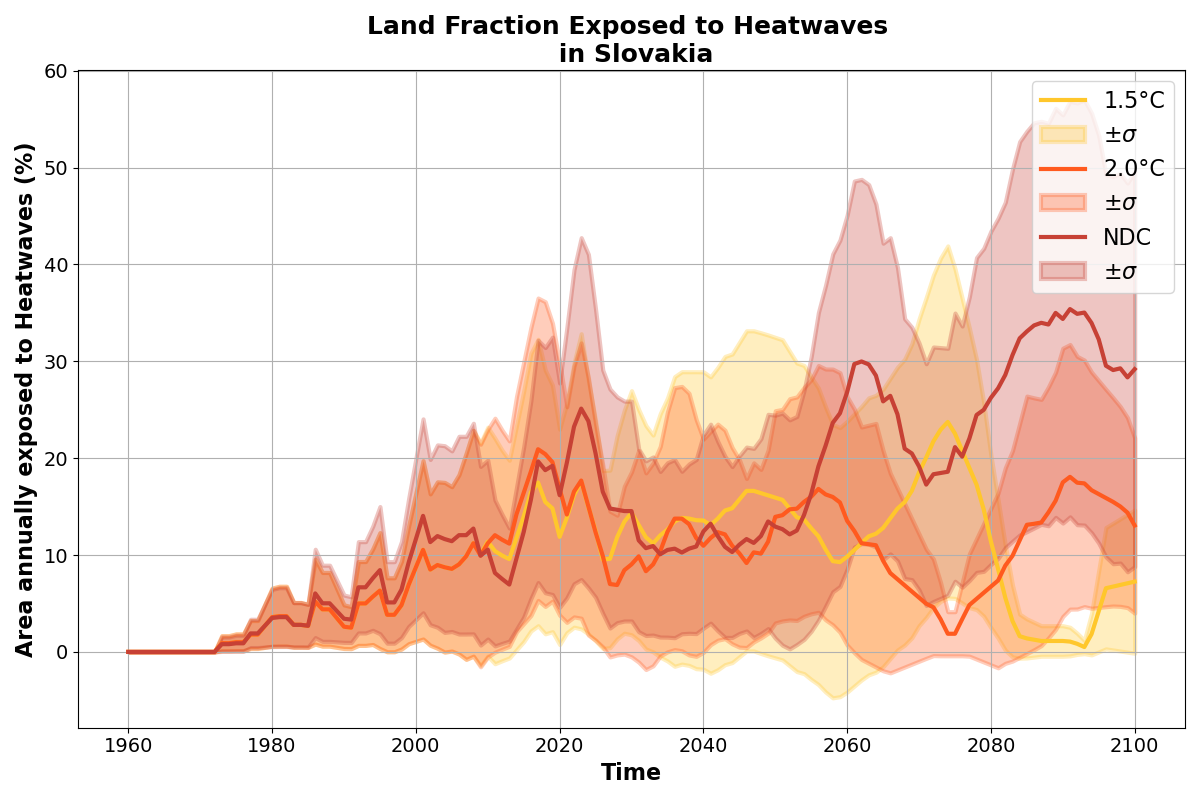 Land Fraction Exposed to Heatwaves
in Slovakia
Area annually exposed to Heatwaves (%)
60
50
40
30
20
10
0
1.5°C
±σ
2.0°C
±σ
NDC
±σ
1960 1980 2000 2020 2040 2060 2080 2100
Time